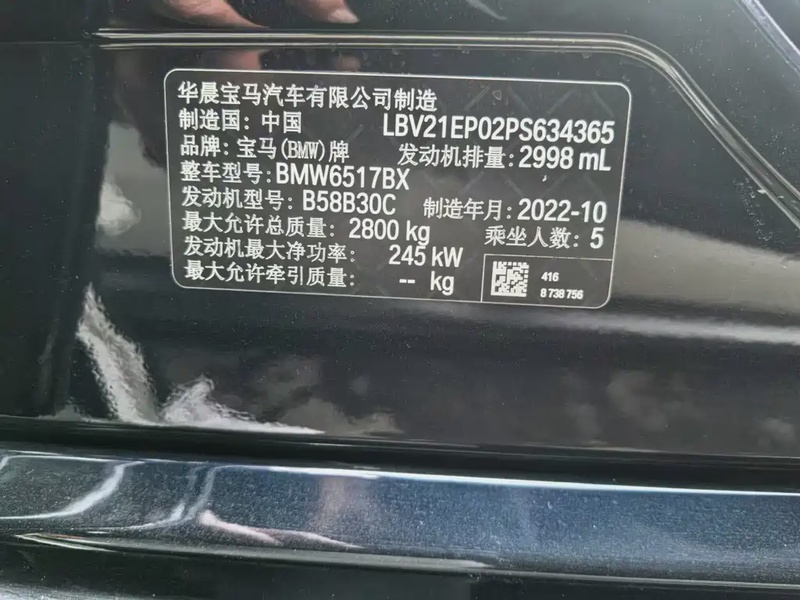 华晨宝马汽车有限公司制造
制造国: 中国 LBV21EP02PS634365
品牌: 宝马(BMW)牌 发动机排量: 2998 mL
整车型号: BMW6517BX
发动机型号: B58B30C 制造年月: 2022-10
最大允许总质量: 2800 kg 乘坐人数: 5
发动机最大净功率: 245 kW
最大允许牵引质量: -- kg
416
8 738 756